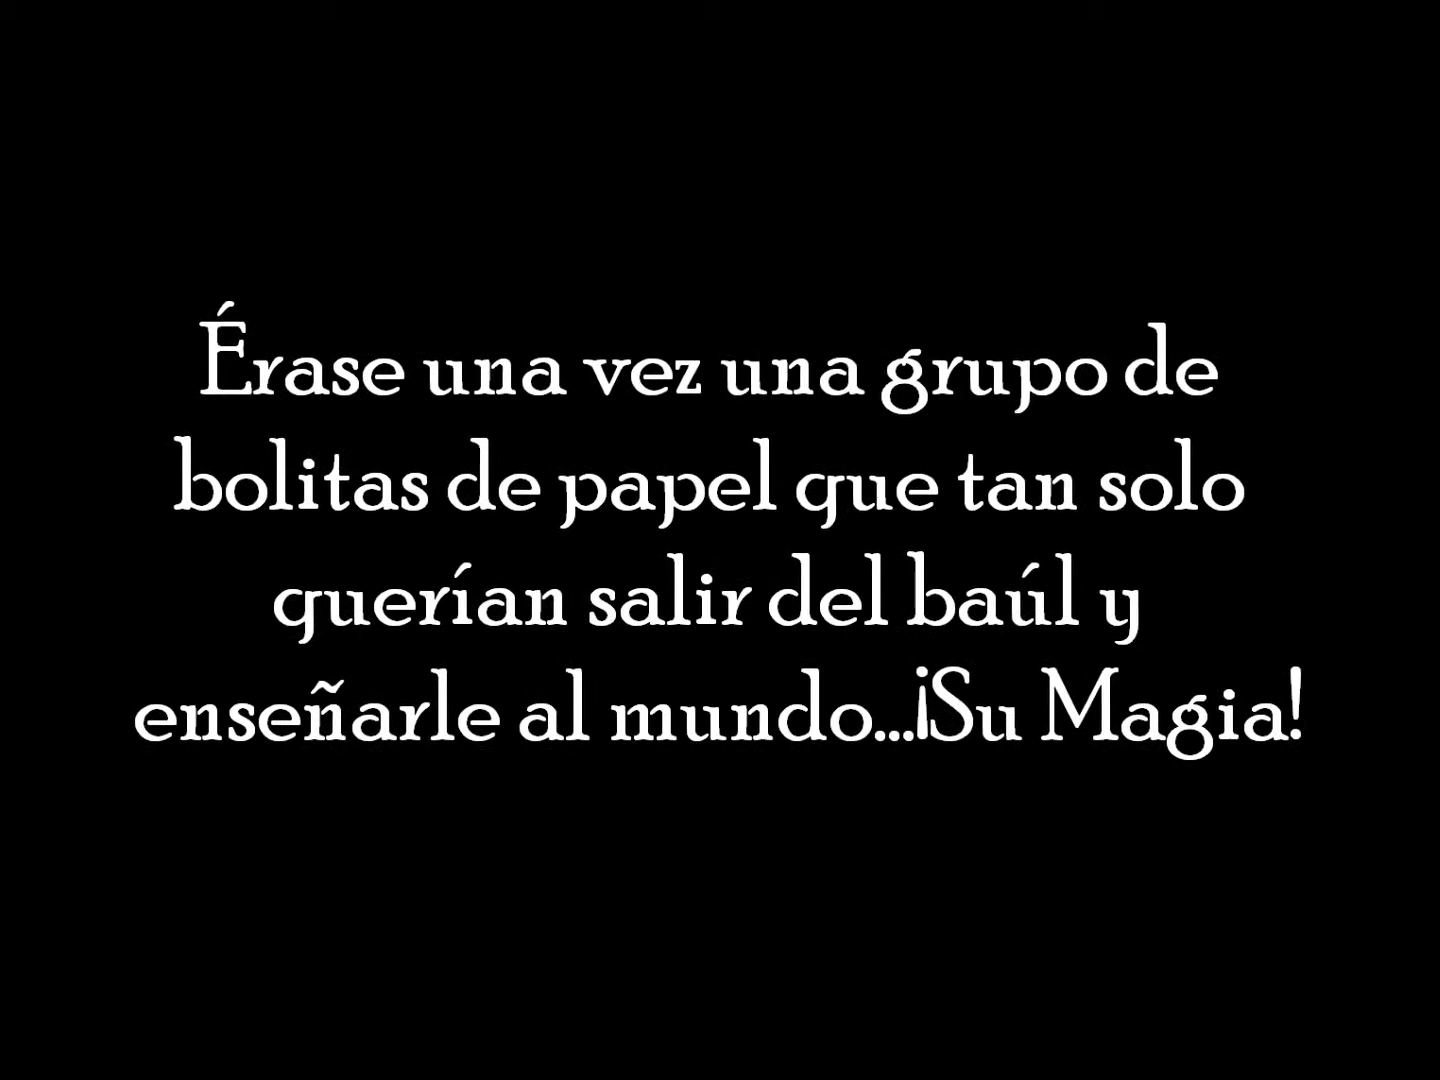 Érase una vez una grupo de
bolitas de papel que tan solo
querían salir del baúl y
enseñarle al mundo...¡Su Magia!